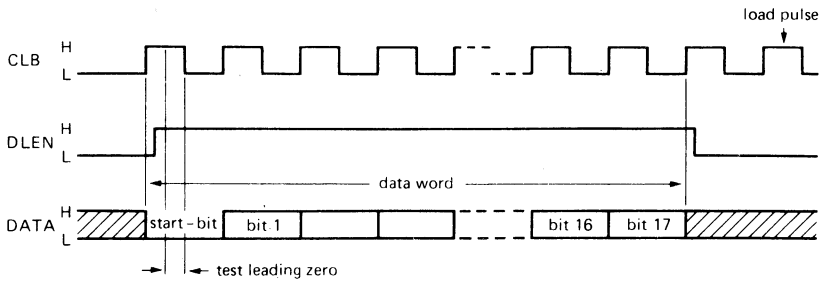 load pulse
H
CLB
L
H
DLEN
L
data word
H
DATA start-bit bit 1 bit 16 bit 17
L
test leading zero